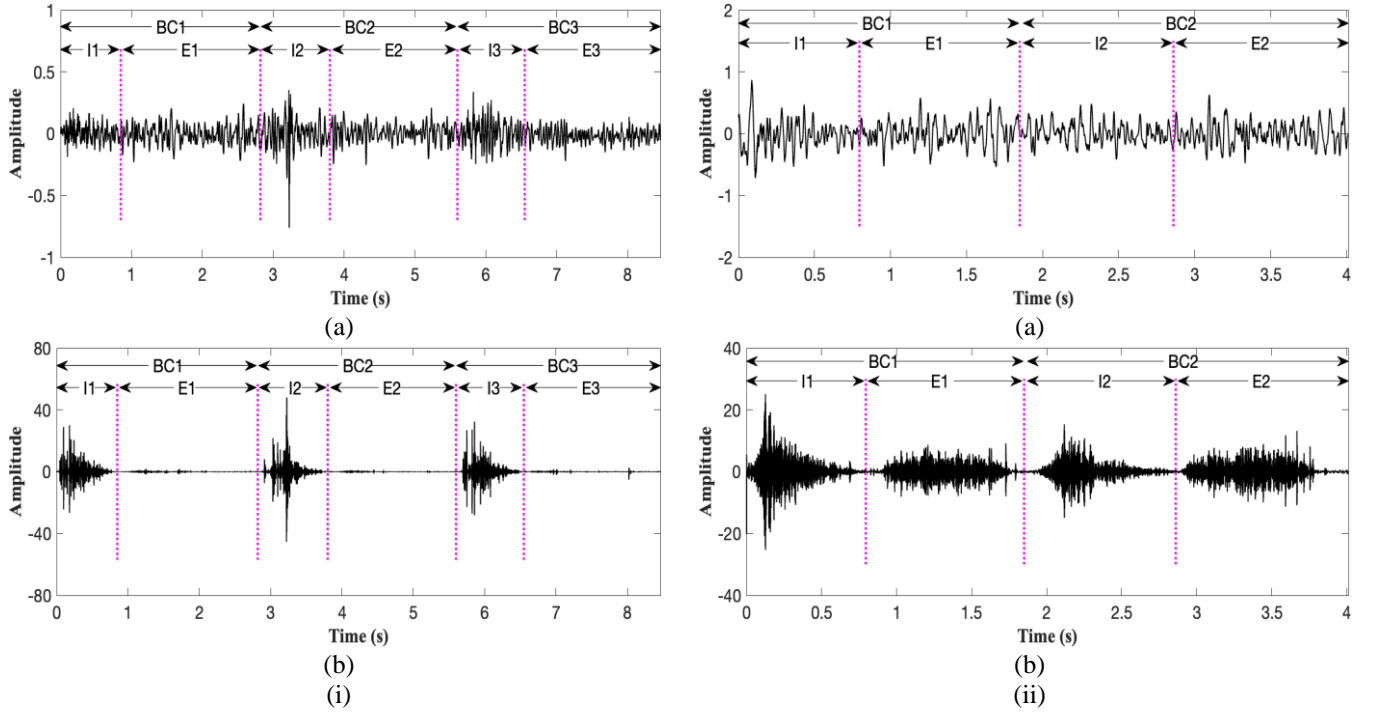 1
BC1 BC2 BC3
I1 E1 I2 E2 I3 E3
0.5
0
-0.5
-1
Amplitude
0 1 2 3 4 5 6 7 8
Time (s)
(a)
2
BC1 BC2
I1 E1 I2 E2
1
0
-1
-2
Amplitude
0 0.5 1 1.5 2 2.5 3 3.5 4
Time (s)
(a)
80
BC1 BC2 BC3
I1 E1 I2 E2 I3 E3
40
0
-40
-80
Amplitude
0 1 2 3 4 5 6 7 8
Time (s)
(b)
(i)
40
BC1 BC2
I1 E1 I2 E2
20
0
-20
-40
Amplitude
0 0.5 1 1.5 2 2.5 3 3.5 4
Time (s)
(b)
(ii)